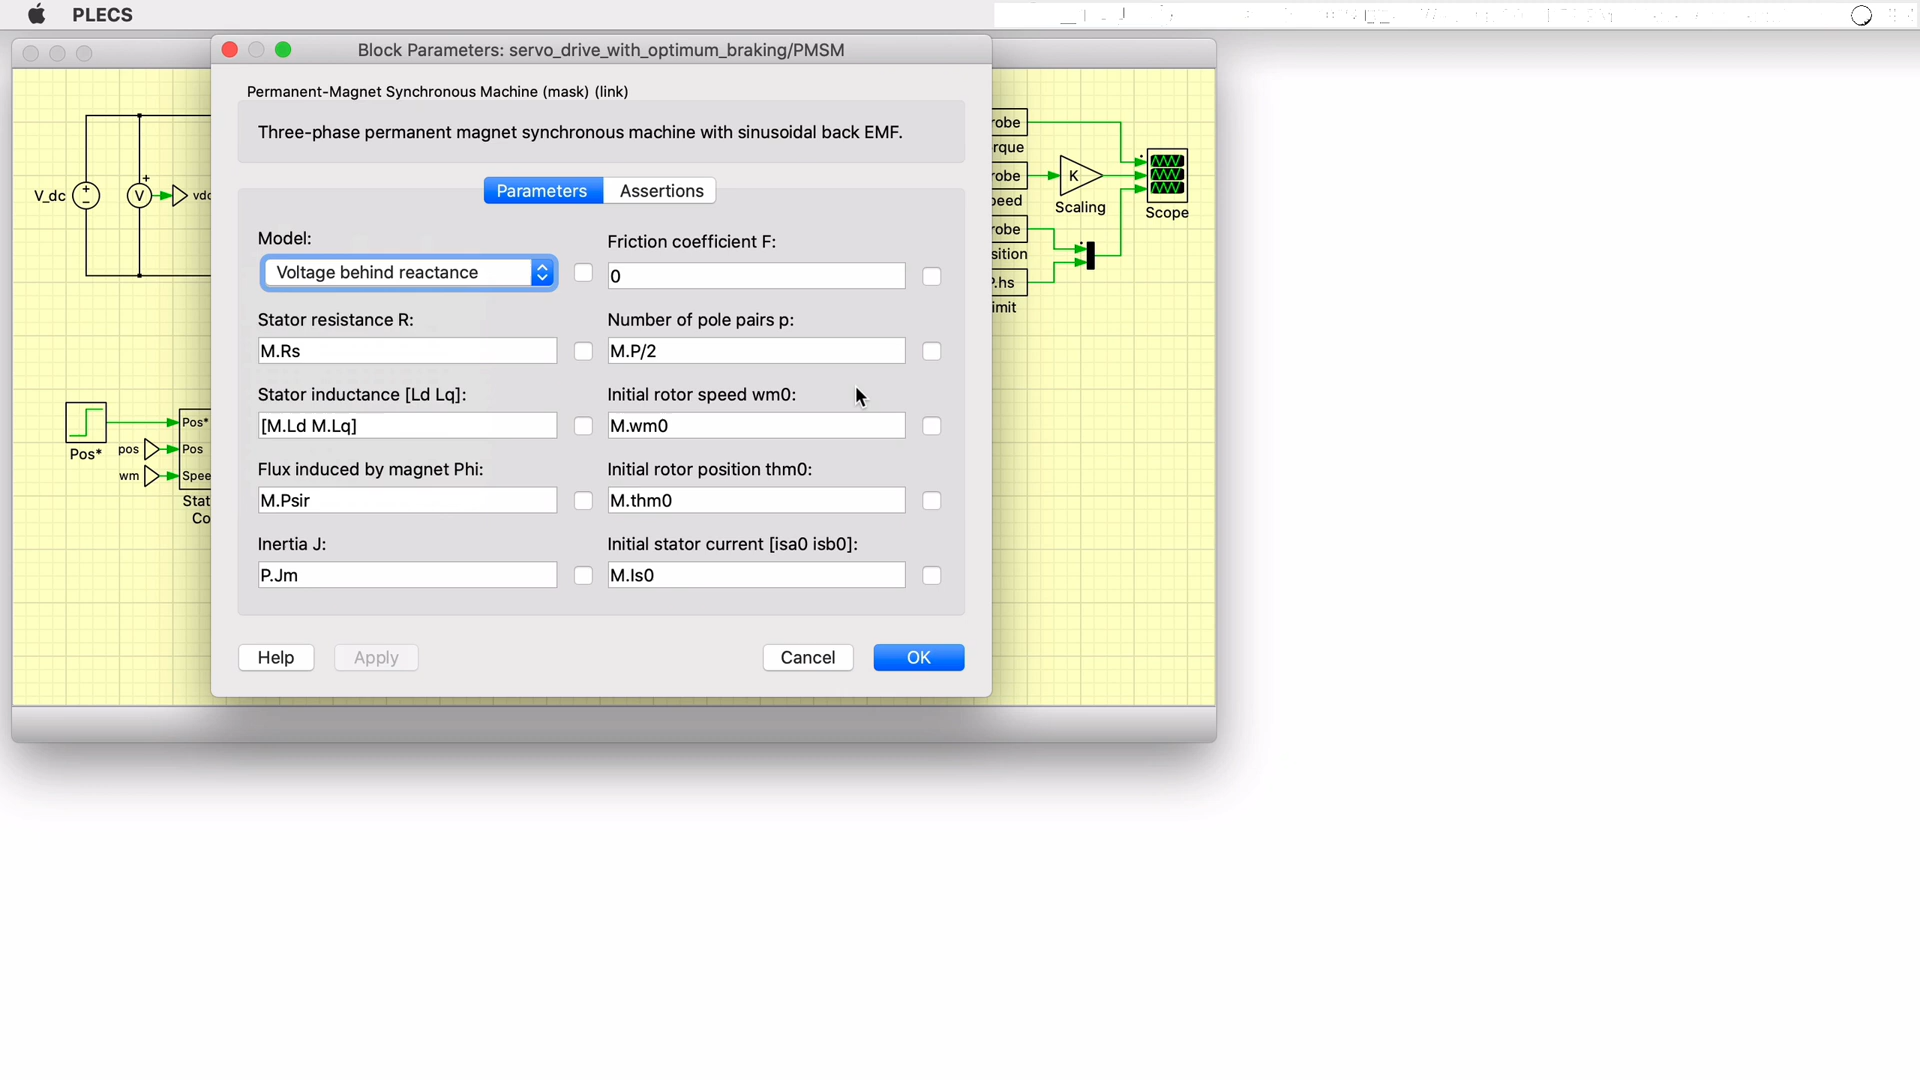 PLECS
Block Parameters: servo_drive_with_optimum_braking/PMSM
Permanent-Magnet Synchronous Machine (mask) (link)
Three-phase permanent magnet synchronous machine with sinusoidal back EMF.
Parameters Assertions
Model:
Voltage behind reactance
Stator resistance R:
M.Rs
Stator inductance [Ld Lq]:
[M.Ld M.Lq]
Flux induced by magnet Phi:
M.Psir
Inertia J:
P.Jm
Friction coefficient F:
0
Number of pole pairs p:
M.P/2
Initial rotor speed wm0:
M.wm0
Initial rotor position thm0:
M.thm0
Initial stator current [isa0 isb0]:
M.Is0
Help Apply Cancel OK
V_dc
+
−
V
+
vdc
Pos*
pos
wm
Pos*
Pos
Spee
Stat
Co
robe
rque
robe
peed
robe
sition
P.hs
imit
K
Scaling
Scope